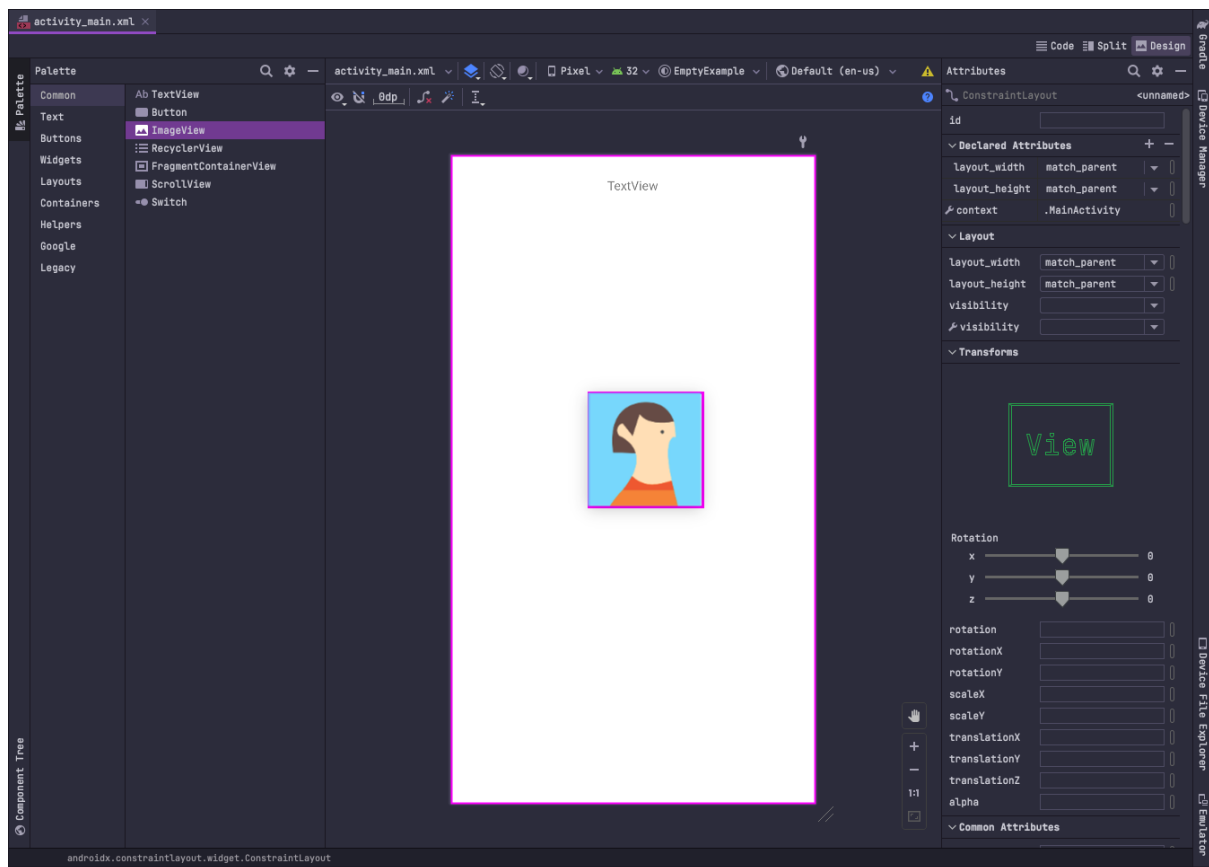 activity_main.xml
Code Split Design
Gradle
Palette
Palette
Common
Text
Buttons
Widgets
Layouts
Containers
Helpers
Google
Legacy
Ab TextView
Button
ImageView
RecyclerView
FragmentContainerView
ScrollView
Switch
activity_main.xml Pixel 32 EmptyExample Default (en-us)
0dp
TextView
1:1
Attributes
ConstraintLayout <unnamed>
id
Declared Attributes
layout_width match_parent
layout_height match_parent
context .MainActivity
Layout
layout_width match_parent
layout_height match_parent
visibility
visibility
Transforms
View
Rotation
x 0
y 0
z 0
rotation
rotationX
rotationY
scaleX
scaleY
translationX
translationY
translationZ
alpha
Common Attributes
Device Manager
Device File Explorer
Emulator
Component Tree
androidx.constraintlayout.widget.ConstraintLayout